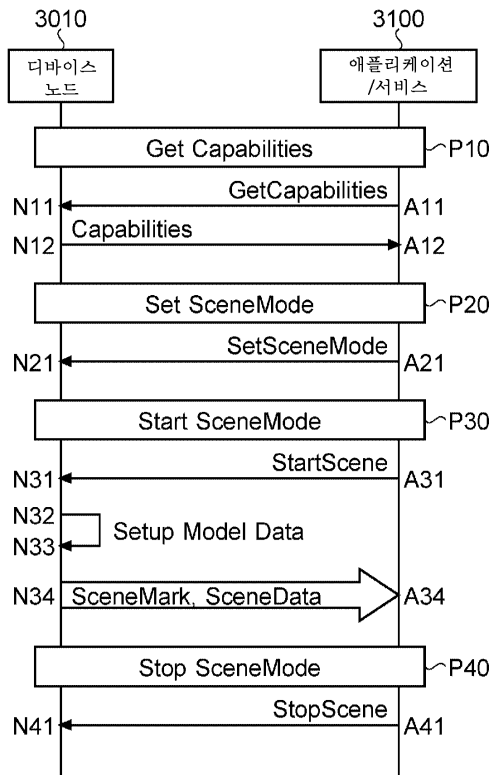 3010 3100
디바이스 노드 애플리케이션 /서비스
Get Capabilities P10
GetCapabilities
N11 A11
Capabilities
N12 A12
Set SceneMode P20
SetSceneMode
N21 A21
Start SceneMode P30
StartScene
N31 A31
N32
Setup Model Data
N33
N34 SceneMark, SceneData A34
Stop SceneMode P40
StopScene
N41 A41